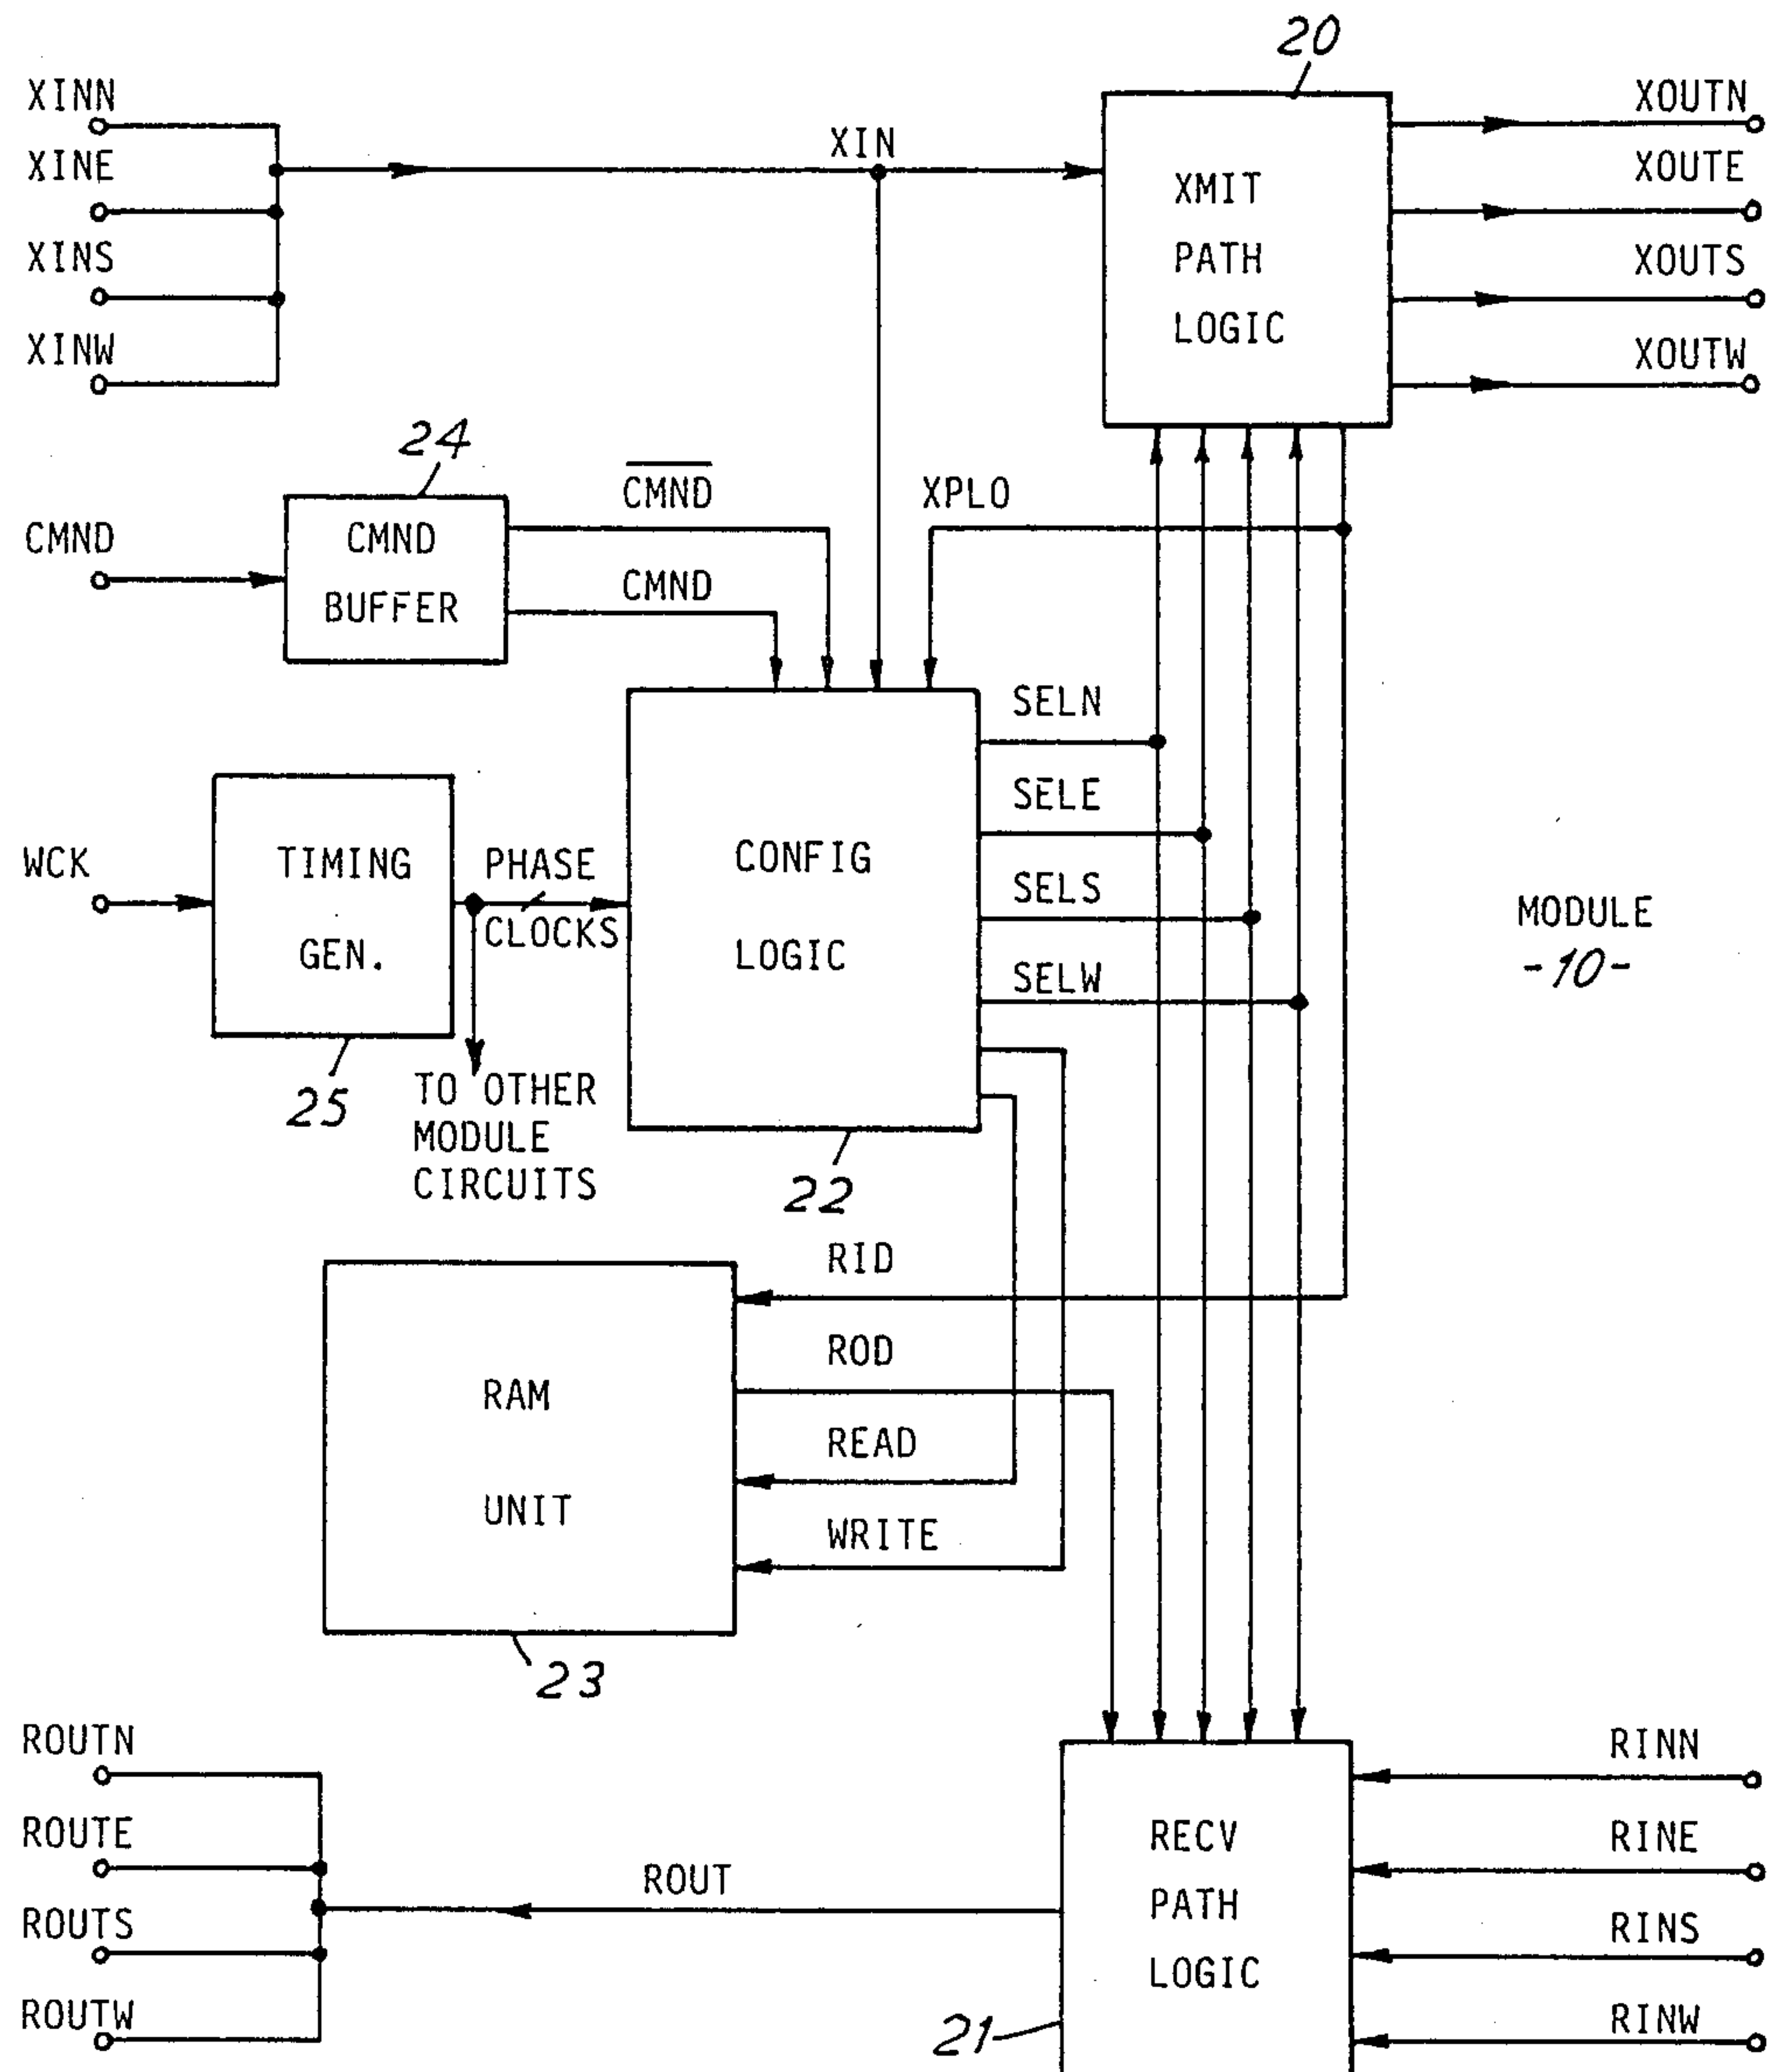 20
XINN
XOUTN
XIN
XINE
XOUTE
XMIT
PATH
LOGIC
XINS
XOUTS
XINW
XOUTW
24
CMND
XPLO
CMND
CMND
BUFFER
CMND
SELN
SELE
WCK
TIMING
GEN.
PHASE
CLOCKS
CONFIG
LOGIC
SELS
MODULE
-10-
SELW
25
TO OTHER
MODULE
CIRCUITS
22
RID
ROD
RAM
UNIT
READ
WRITE
23
ROUTN
RINN
ROUTE
RECV
PATH
LOGIC
RINE
ROUT
ROUTS
RINS
ROUTW
21
RINW